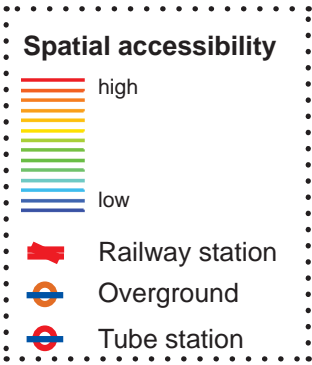 Spatial accessibility
high
low
Railway station
Overground
Tube station